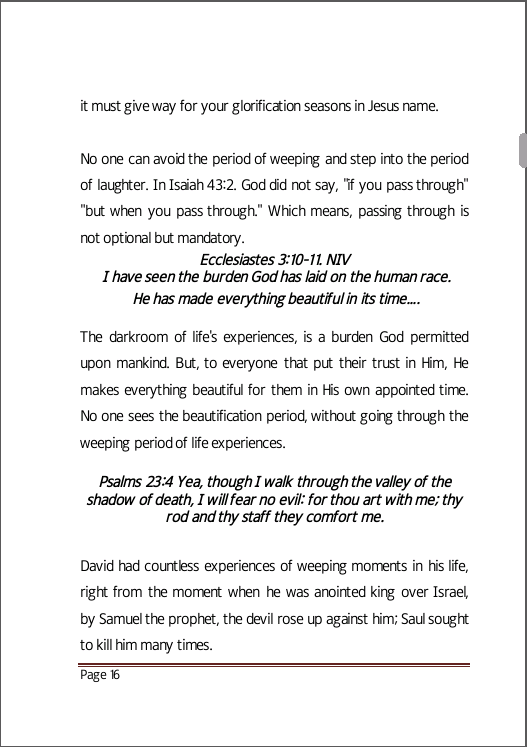 it must give way for your glorification seasons in Jesus name.
No one can avoid the period of weeping and step into the period
of laughter. In Isaiah 43:2. God did not say, "if you pass through"
"but when you pass through." Which means, passing through is
not optional but mandatory.
Ecclesiastes 3:10-11. NIV
I have seen the burden God has laid on the human race.
He has made everything beautiful in its time....
The darkroom of life's experiences, is a burden God permitted
upon mankind. But, to everyone that put their trust in Him, He
makes everything beautiful for them in His own appointed time.
No one sees the beautification period, without going through the
weeping period of life experiences.
Psalms 23:4 Yea, though I walk through the valley of the
shadow of death, I will fear no evil: for thou art with me; thy
rod and thy staff they comfort me.
David had countless experiences of weeping moments in his life,
right from the moment when he was anointed king over Israel,
by Samuel the prophet, the devil rose up against him; Saul sought
to kill him many times.
Page 16